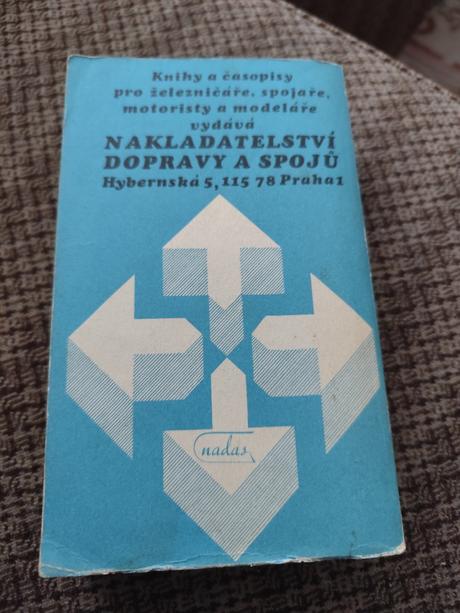 Knihy a časopisy
pro železničáře, spojaře,
motoristy a modeláře
vydává
NAKLADATELSTVÍ
DOPRAVY A SPOJŮ
Hybernská 5, 115 78 Praha 1
nadas